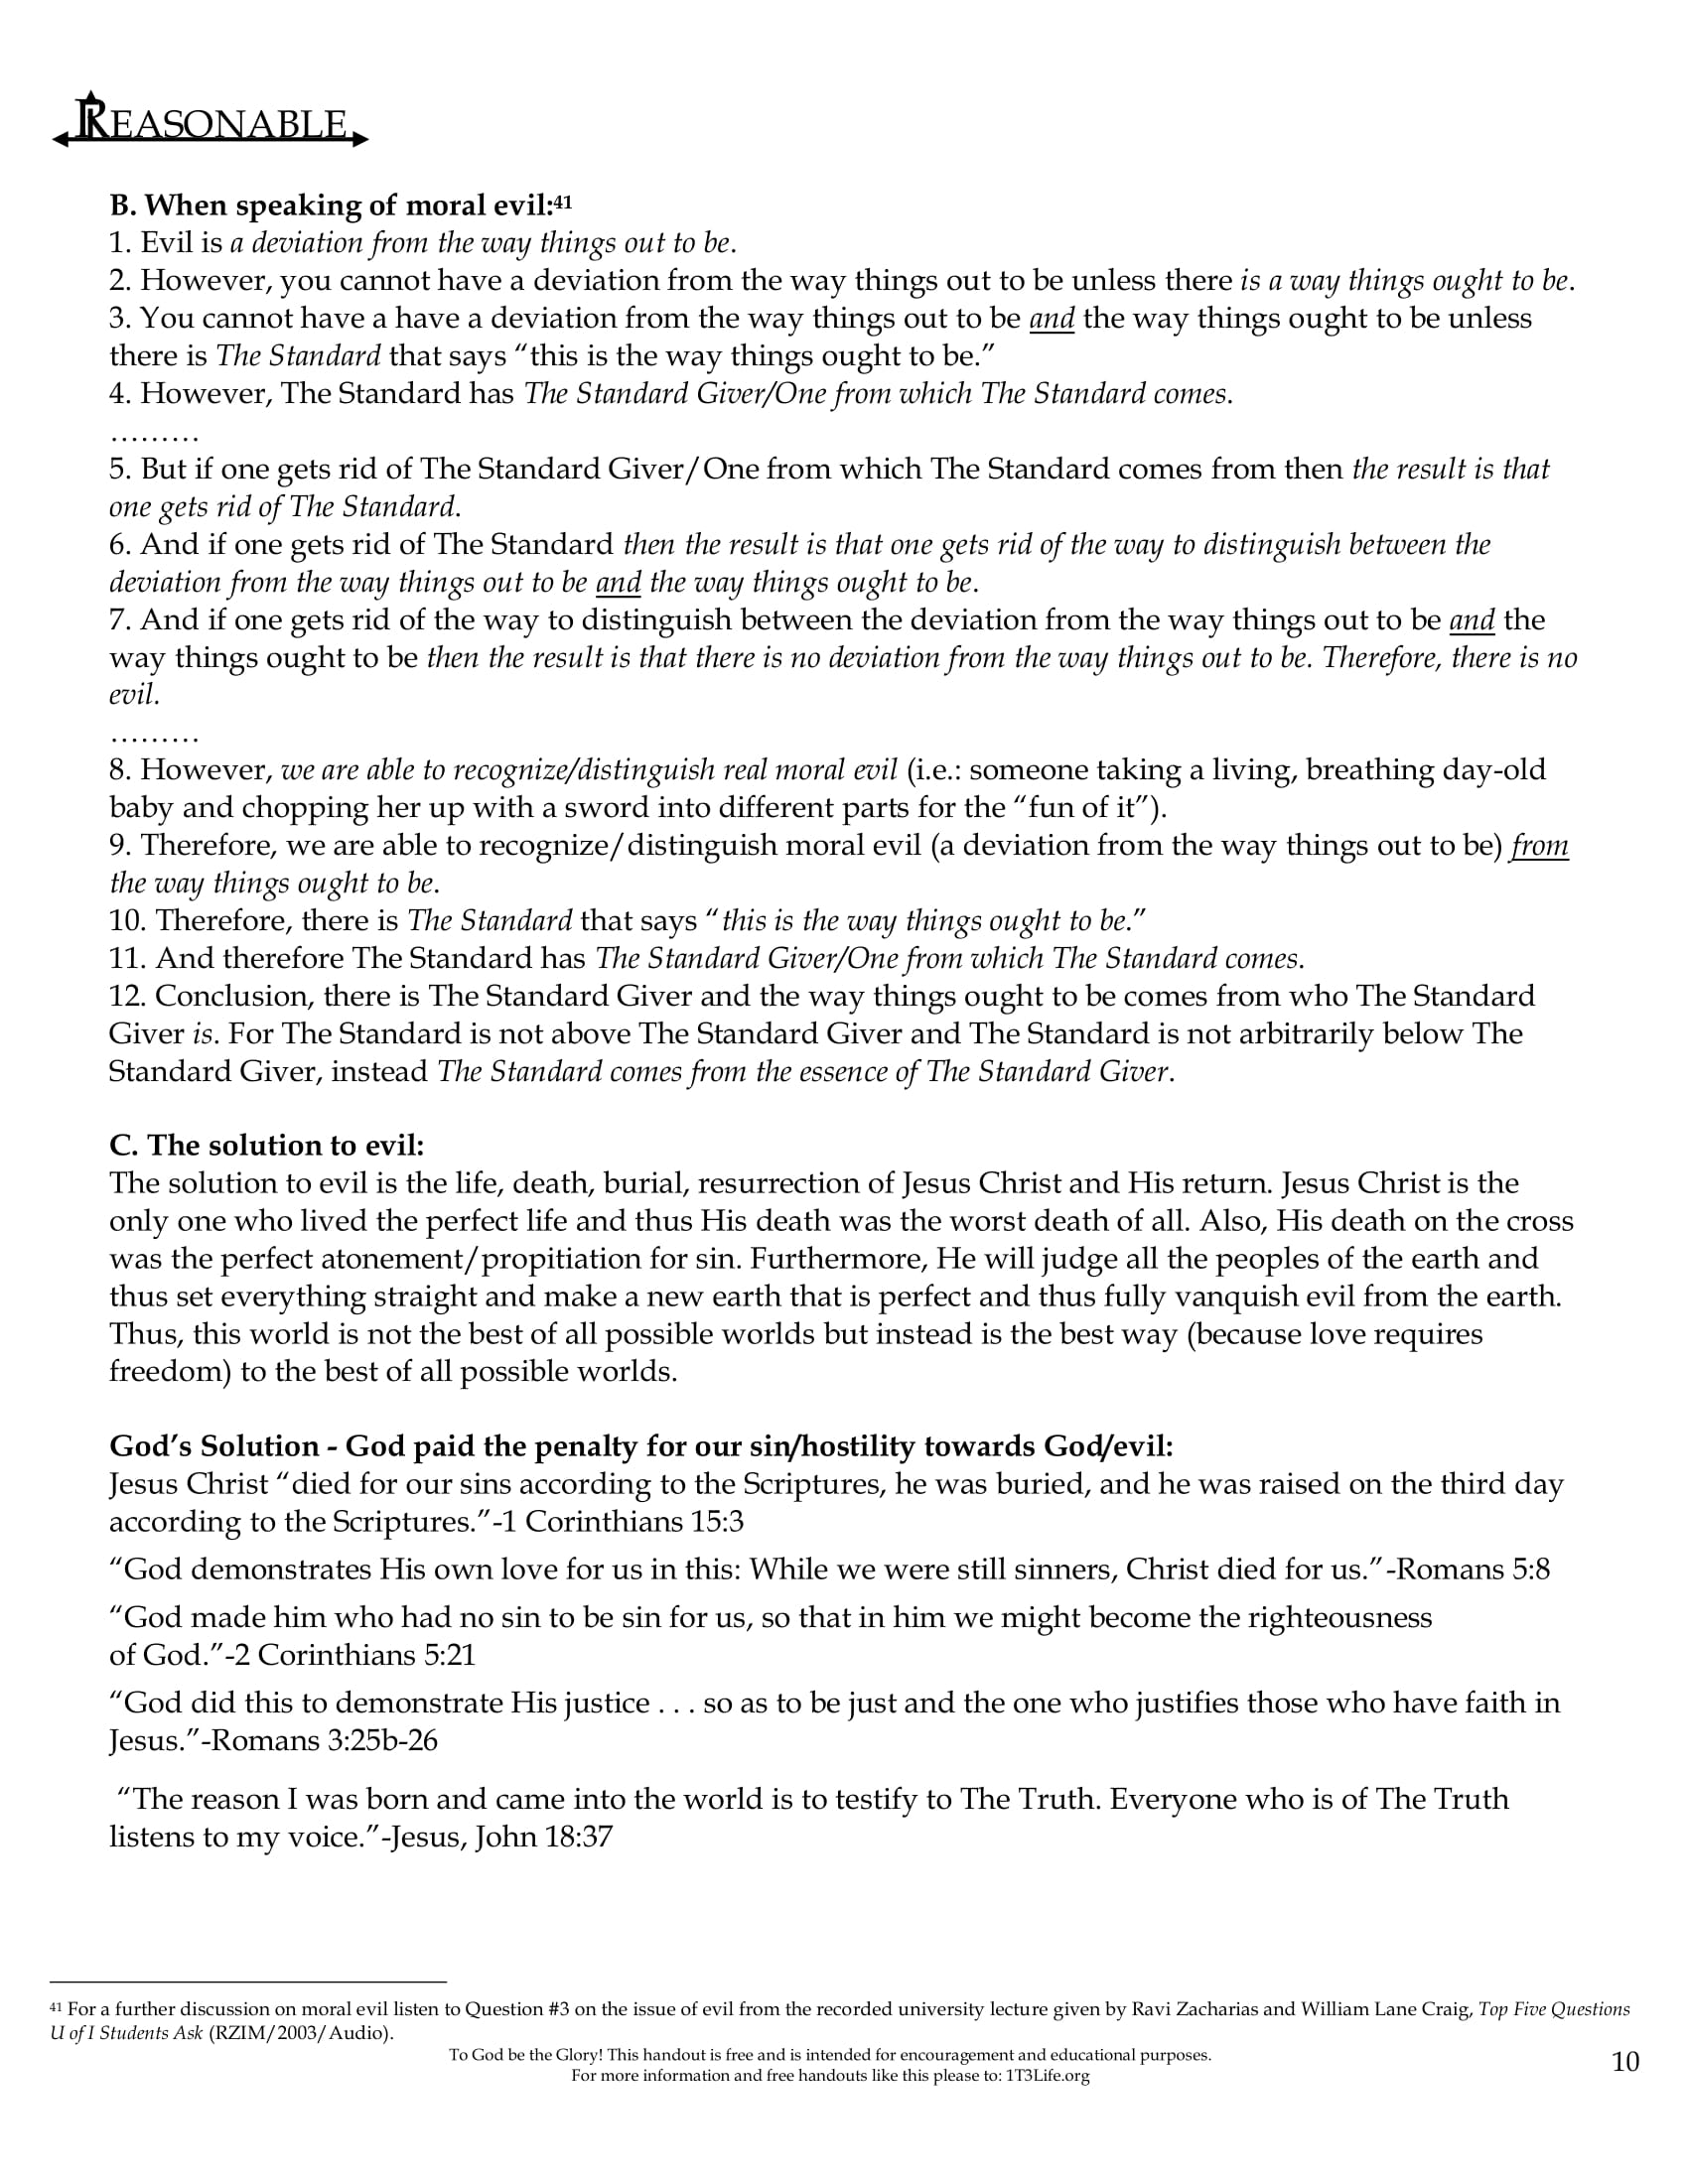 REASONABLE
B. When speaking of moral evil:41
1. Evil is a deviation from the way things out to be.
2. However, you cannot have a deviation from the way things out to be unless there is a way things ought to be.
3. You cannot have a have a deviation from the way things out to be and the way things ought to be unless
there is The Standard that says “this is the way things ought to be.”
4. However, The Standard has The Standard Giver/One from which The Standard comes.
………
5. But if one gets rid of The Standard Giver/One from which The Standard comes from then the result is that
one gets rid of The Standard.
6. And if one gets rid of The Standard then the result is that one gets rid of the way to distinguish between the
deviation from the way things out to be and the way things ought to be.
7. And if one gets rid of the way to distinguish between the deviation from the way things out to be and the
way things ought to be then the result is that there is no deviation from the way things out to be. Therefore, there is no
evil.
………
8. However, we are able to recognize/distinguish real moral evil (i.e.: someone taking a living, breathing day-old
baby and chopping her up with a sword into different parts for the “fun of it”).
9. Therefore, we are able to recognize/distinguish moral evil (a deviation from the way things out to be) from
the way things ought to be.
10. Therefore, there is The Standard that says “this is the way things ought to be.”
11. And therefore The Standard has The Standard Giver/One from which The Standard comes.
12. Conclusion, there is The Standard Giver and the way things ought to be comes from who The Standard
Giver is. For The Standard is not above The Standard Giver and The Standard is not arbitrarily below The
Standard Giver, instead The Standard comes from the essence of The Standard Giver.
C. The solution to evil:
The solution to evil is the life, death, burial, resurrection of Jesus Christ and His return. Jesus Christ is the
only one who lived the perfect life and thus His death was the worst death of all. Also, His death on the cross
was the perfect atonement/propitiation for sin. Furthermore, He will judge all the peoples of the earth and
thus set everything straight and make a new earth that is perfect and thus fully vanquish evil from the earth.
Thus, this world is not the best of all possible worlds but instead is the best way (because love requires
freedom) to the best of all possible worlds.
God’s Solution - God paid the penalty for our sin/hostility towards God/evil:
Jesus Christ “died for our sins according to the Scriptures, he was buried, and he was raised on the third day
according to the Scriptures.”-1 Corinthians 15:3
“God demonstrates His own love for us in this: While we were still sinners, Christ died for us.”-Romans 5:8
“God made him who had no sin to be sin for us, so that in him we might become the righteousness
of God.”-2 Corinthians 5:21
“God did this to demonstrate His justice . . . so as to be just and the one who justifies those who have faith in
Jesus.”-Romans 3:25b-26
“The reason I was born and came into the world is to testify to The Truth. Everyone who is of The Truth
listens to my voice.”-Jesus, John 18:37
41 For a further discussion on moral evil listen to Question #3 on the issue of evil from the recorded university lecture given by Ravi Zacharias and William Lane Craig, Top Five Questions
U of I Students Ask (RZIM/2003/Audio).
To God be the Glory! This handout is free and is intended for encouragement and educational purposes.
For more information and free handouts like this please to: 1T3Life.org
10